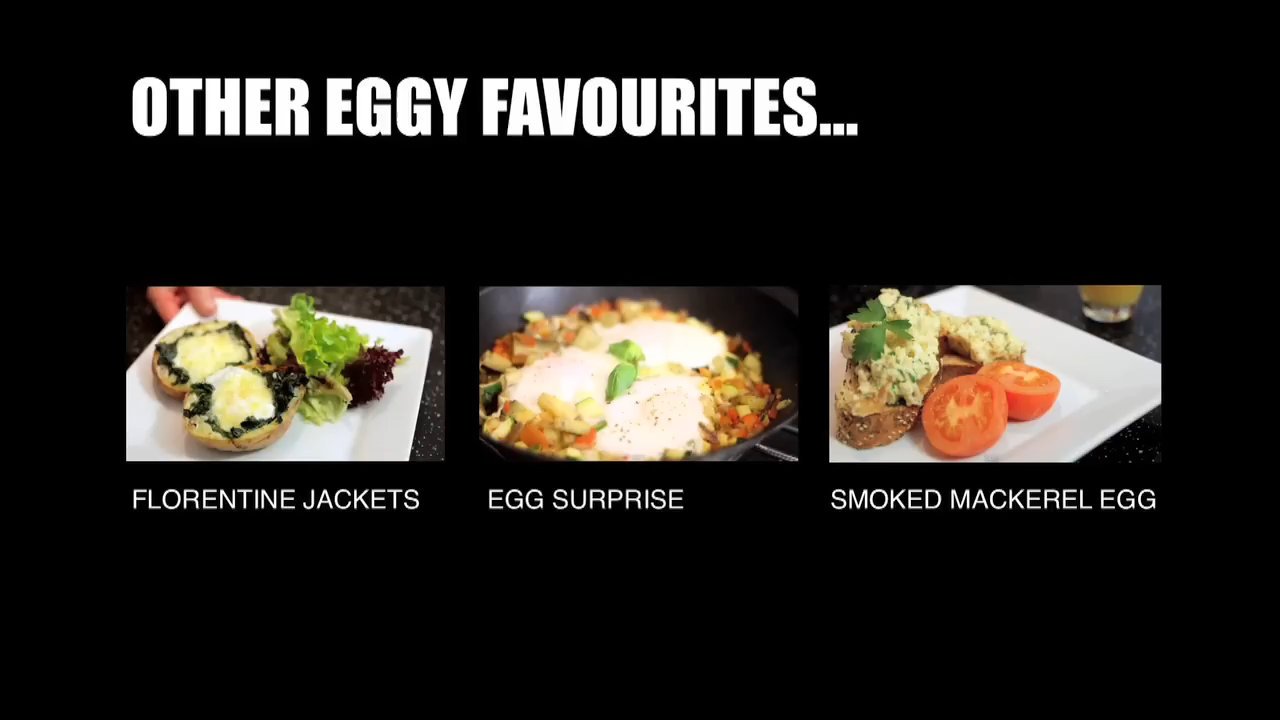 OTHER EGGY FAVOURITES...
FLORENTINE JACKETS
EGG SURPRISE
SMOKED MACKEREL EGG